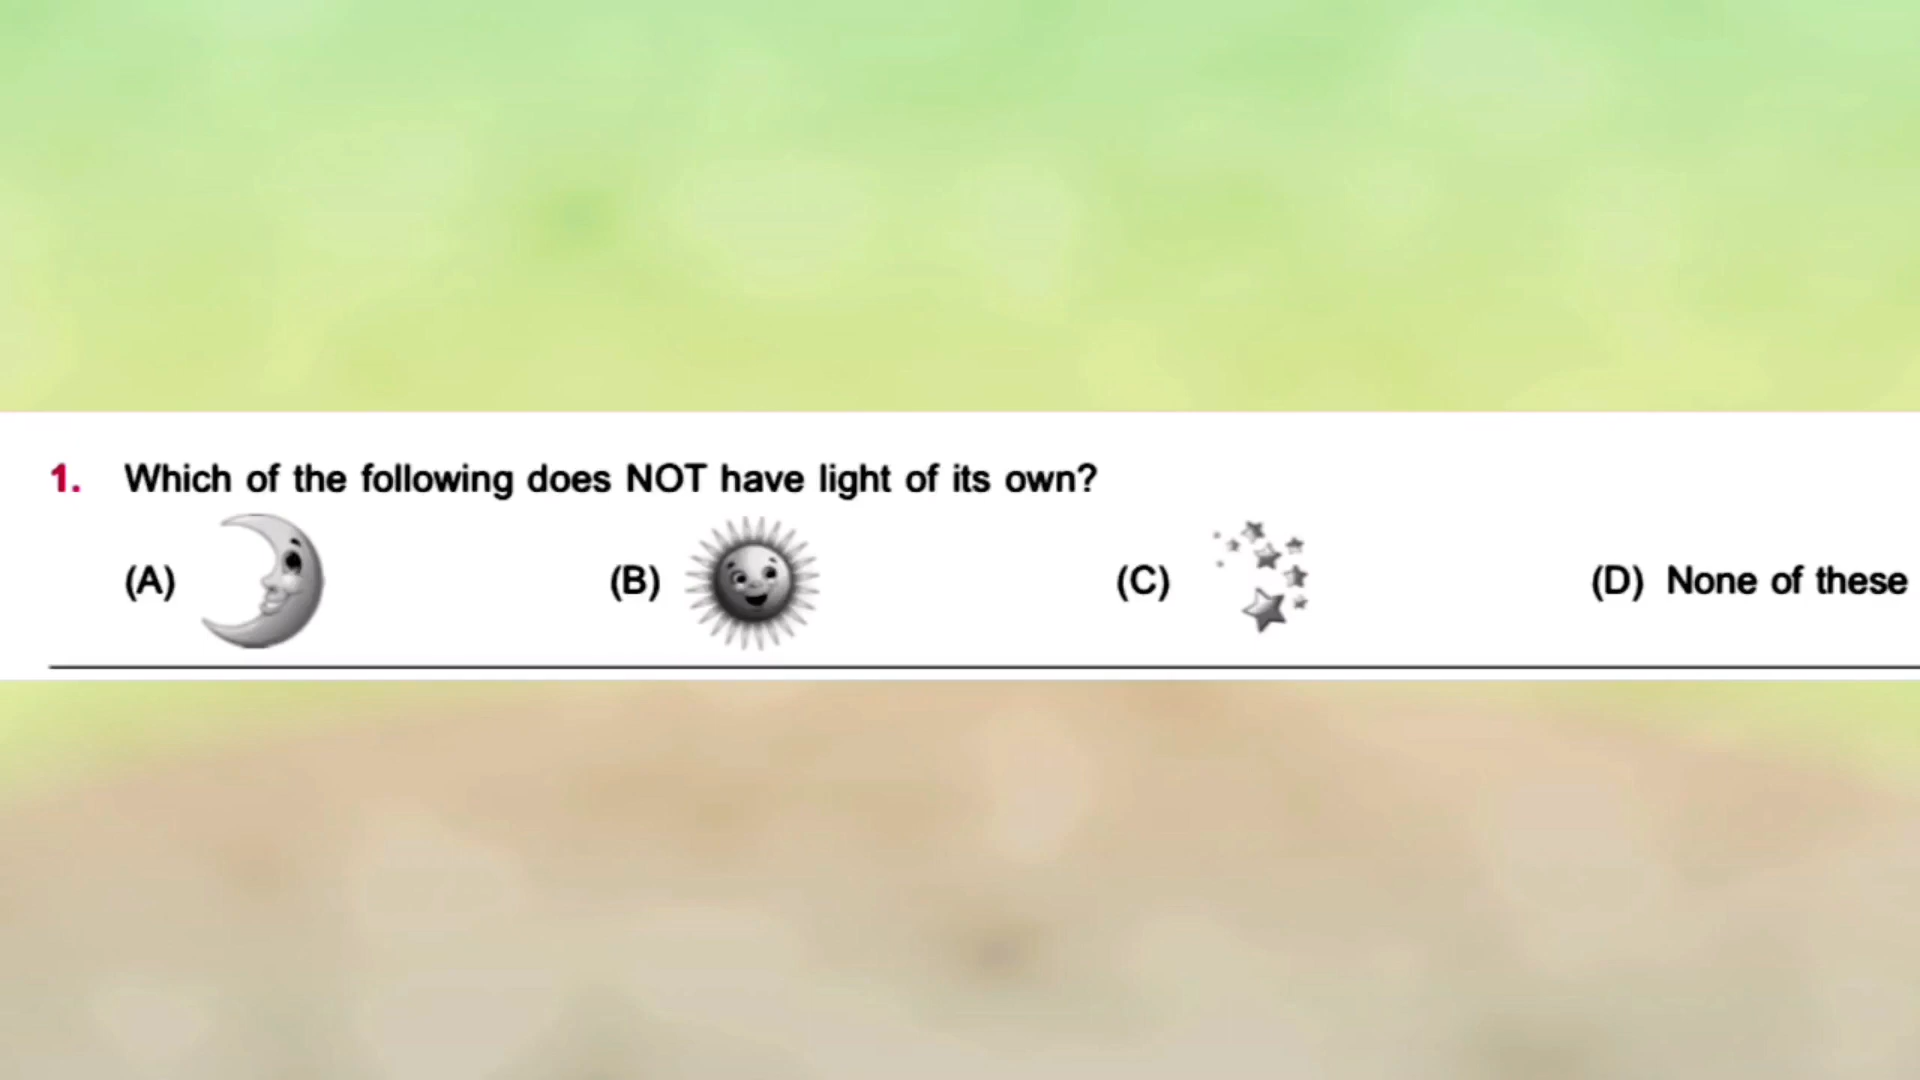 1. Which of the following does NOT have light of its own?
(A) (B) (C) (D) None of these